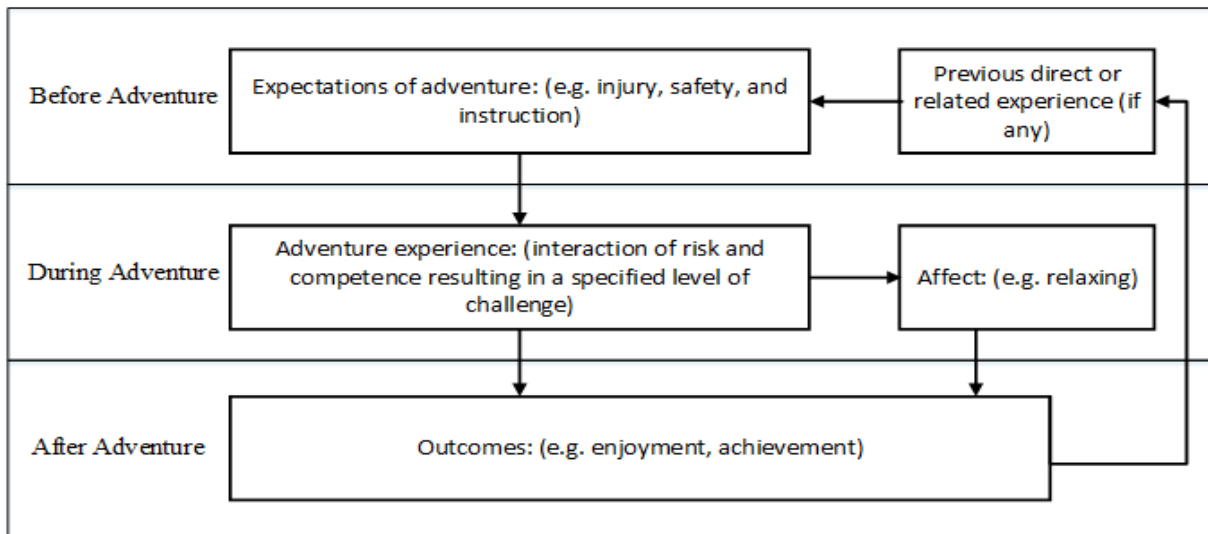 Before Adventure
Expectations of adventure: (e.g. injury, safety, and
instruction)
Previous direct or
related experience (if
any)
During Adventure
Adventure experience: (interaction of risk and
competence resulting in a specified level of
challenge)
Affect: (e.g. relaxing)
After Adventure
Outcomes: (e.g. enjoyment, achievement)